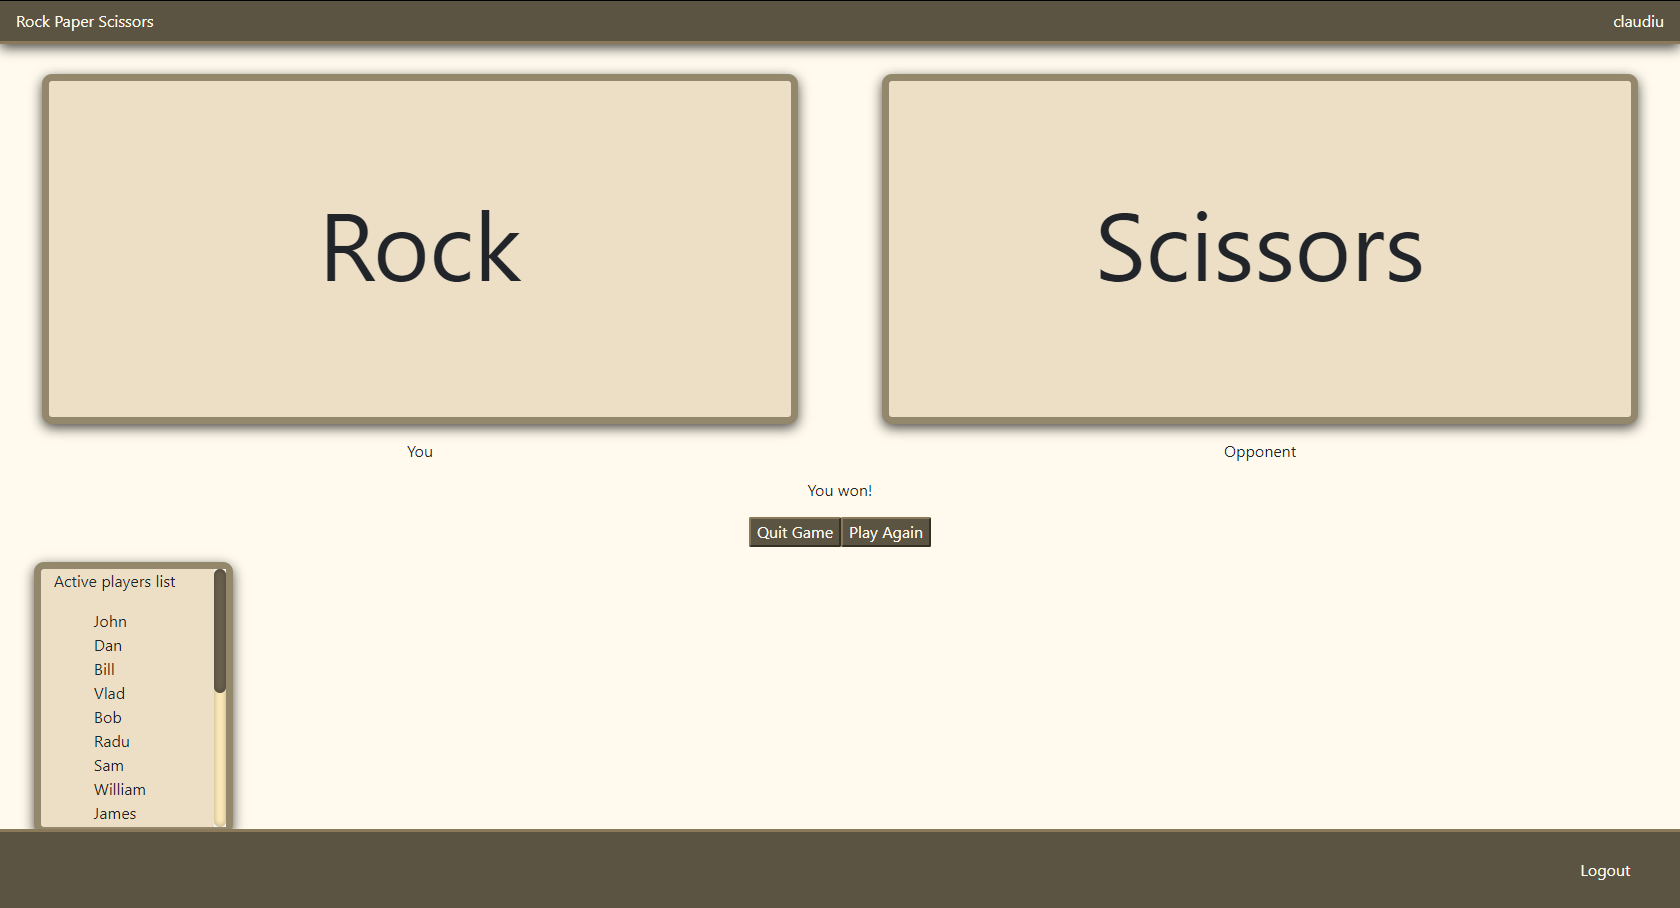 Rock Paper Scissors
claudiu
Rock
Scissors
You
Opponent
You won!
Quit Game
Play Again
Active players list
John
Dan
Bill
Vlad
Bob
Radu
Sam
William
James
Logout